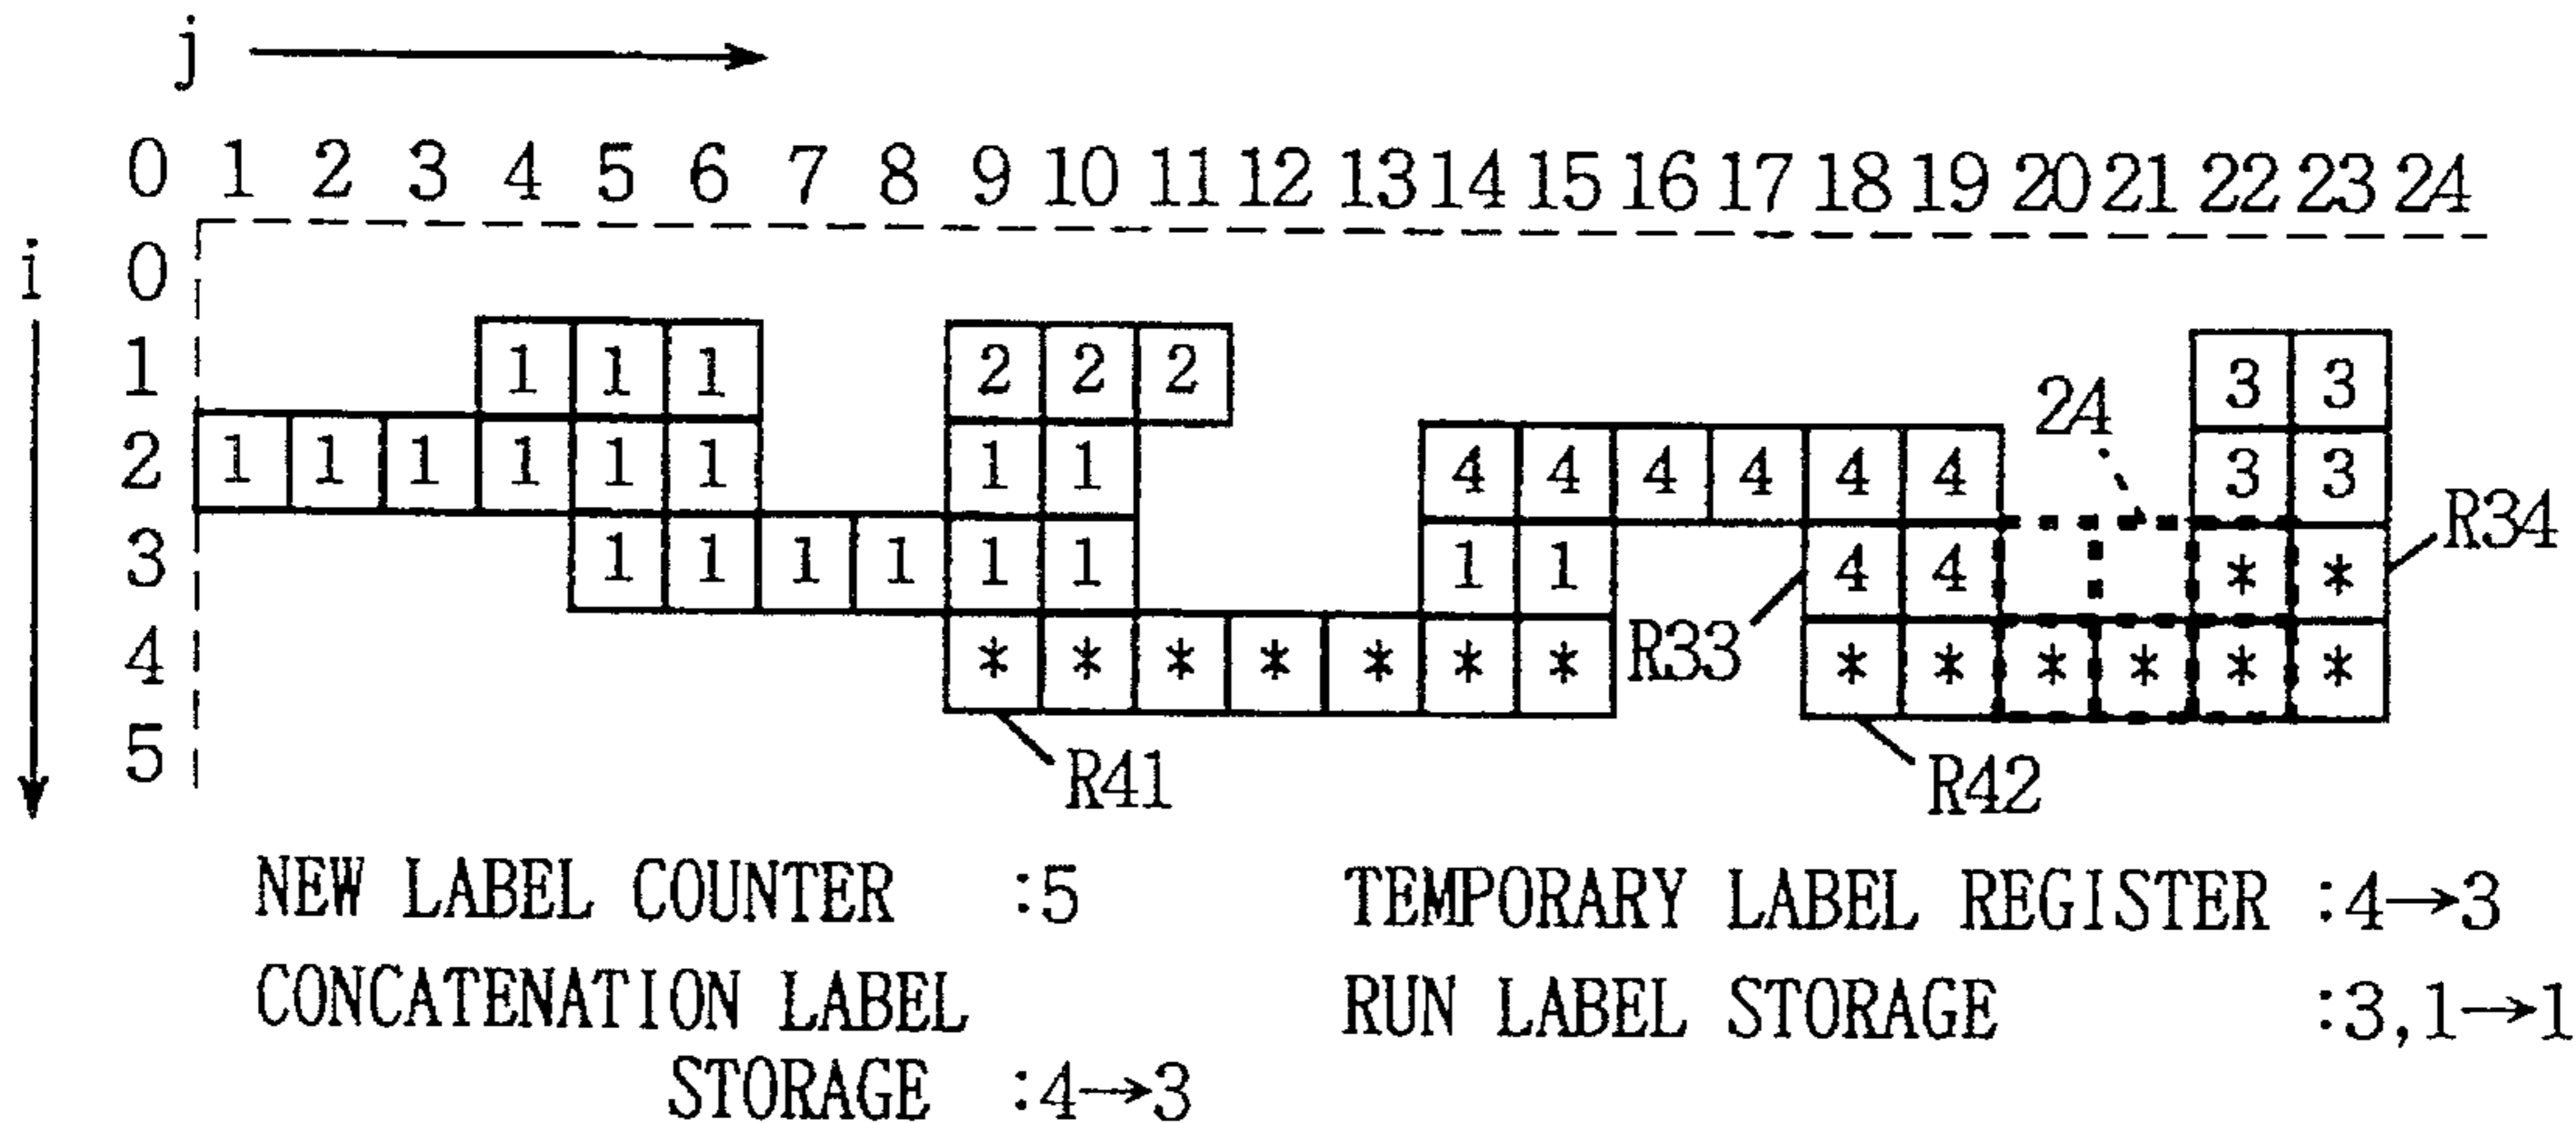 j
0 1 2 3 4 5 6 7 8 9 10 11 12 13 14 15 16 17 18 19 20 21 22 23 24
i
0
1 1 1 1 2 2 2 3 3
2 1 1 1 1 1 1 1 1 4 4 4 4 4 4 24 3 3
3 1 1 1 1 1 1 1 1 R33 4 4 * * R34
4 * * * * * * * * * * * * *
5 R41 R42
NEW LABEL COUNTER :5 TEMPORARY LABEL REGISTER :4→3
CONCATENATION LABEL RUN LABEL STORAGE :3,1→1
STORAGE :4→3